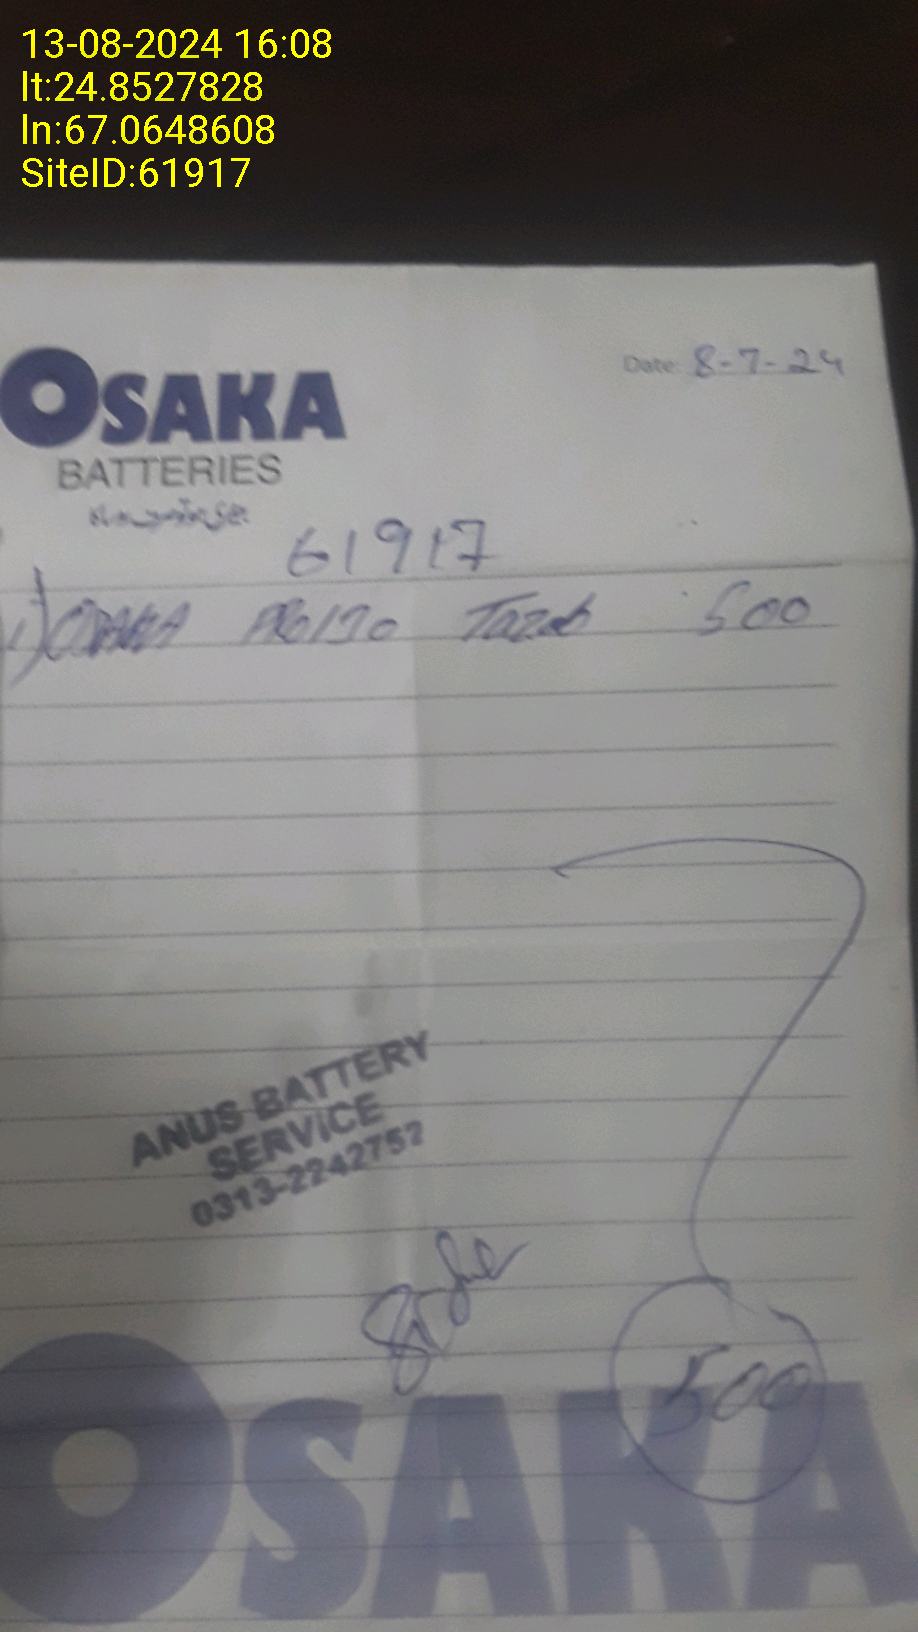 13-08-2024 16:08
lt:24.8527828
ln:67.0648608
SiteID:61917
Date: 8-7-24
OSAKA
BATTERIES
61917
1) OSAKA Tazab 500
ANUS BATTERY
SERVICE
0313-2242752
500
OSAKA